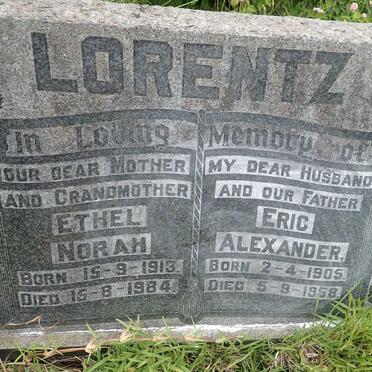 LORENTZ
In Loving Memory of
OUR DEAR MOTHER
AND GRANDMOTHER
ETHEL
NORAH
BORN 15-9-1913.
DIED 15-8-1984.
MY DEAR HUSBAND
AND OUR FATHER
ERIC
ALEXANDER.
BORN 2-4-1905.
DIED 5-9-1958.